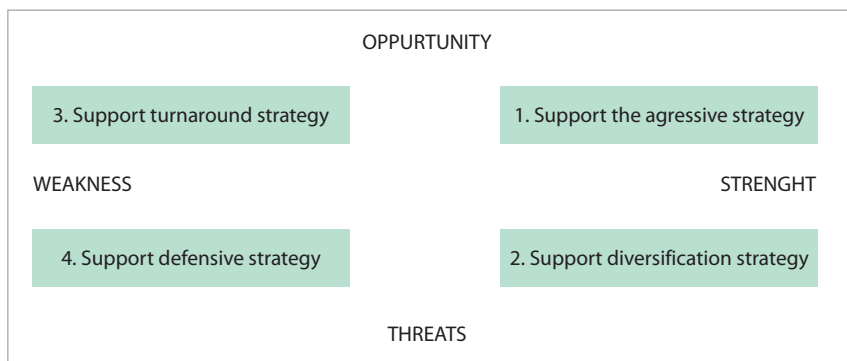 OPPURTUNITY
3. Support turnaround strategy
1. Support the agressive strategy
WEAKNESS
STRENGHT
4. Support defensive strategy
2. Support diversification strategy
THREATS